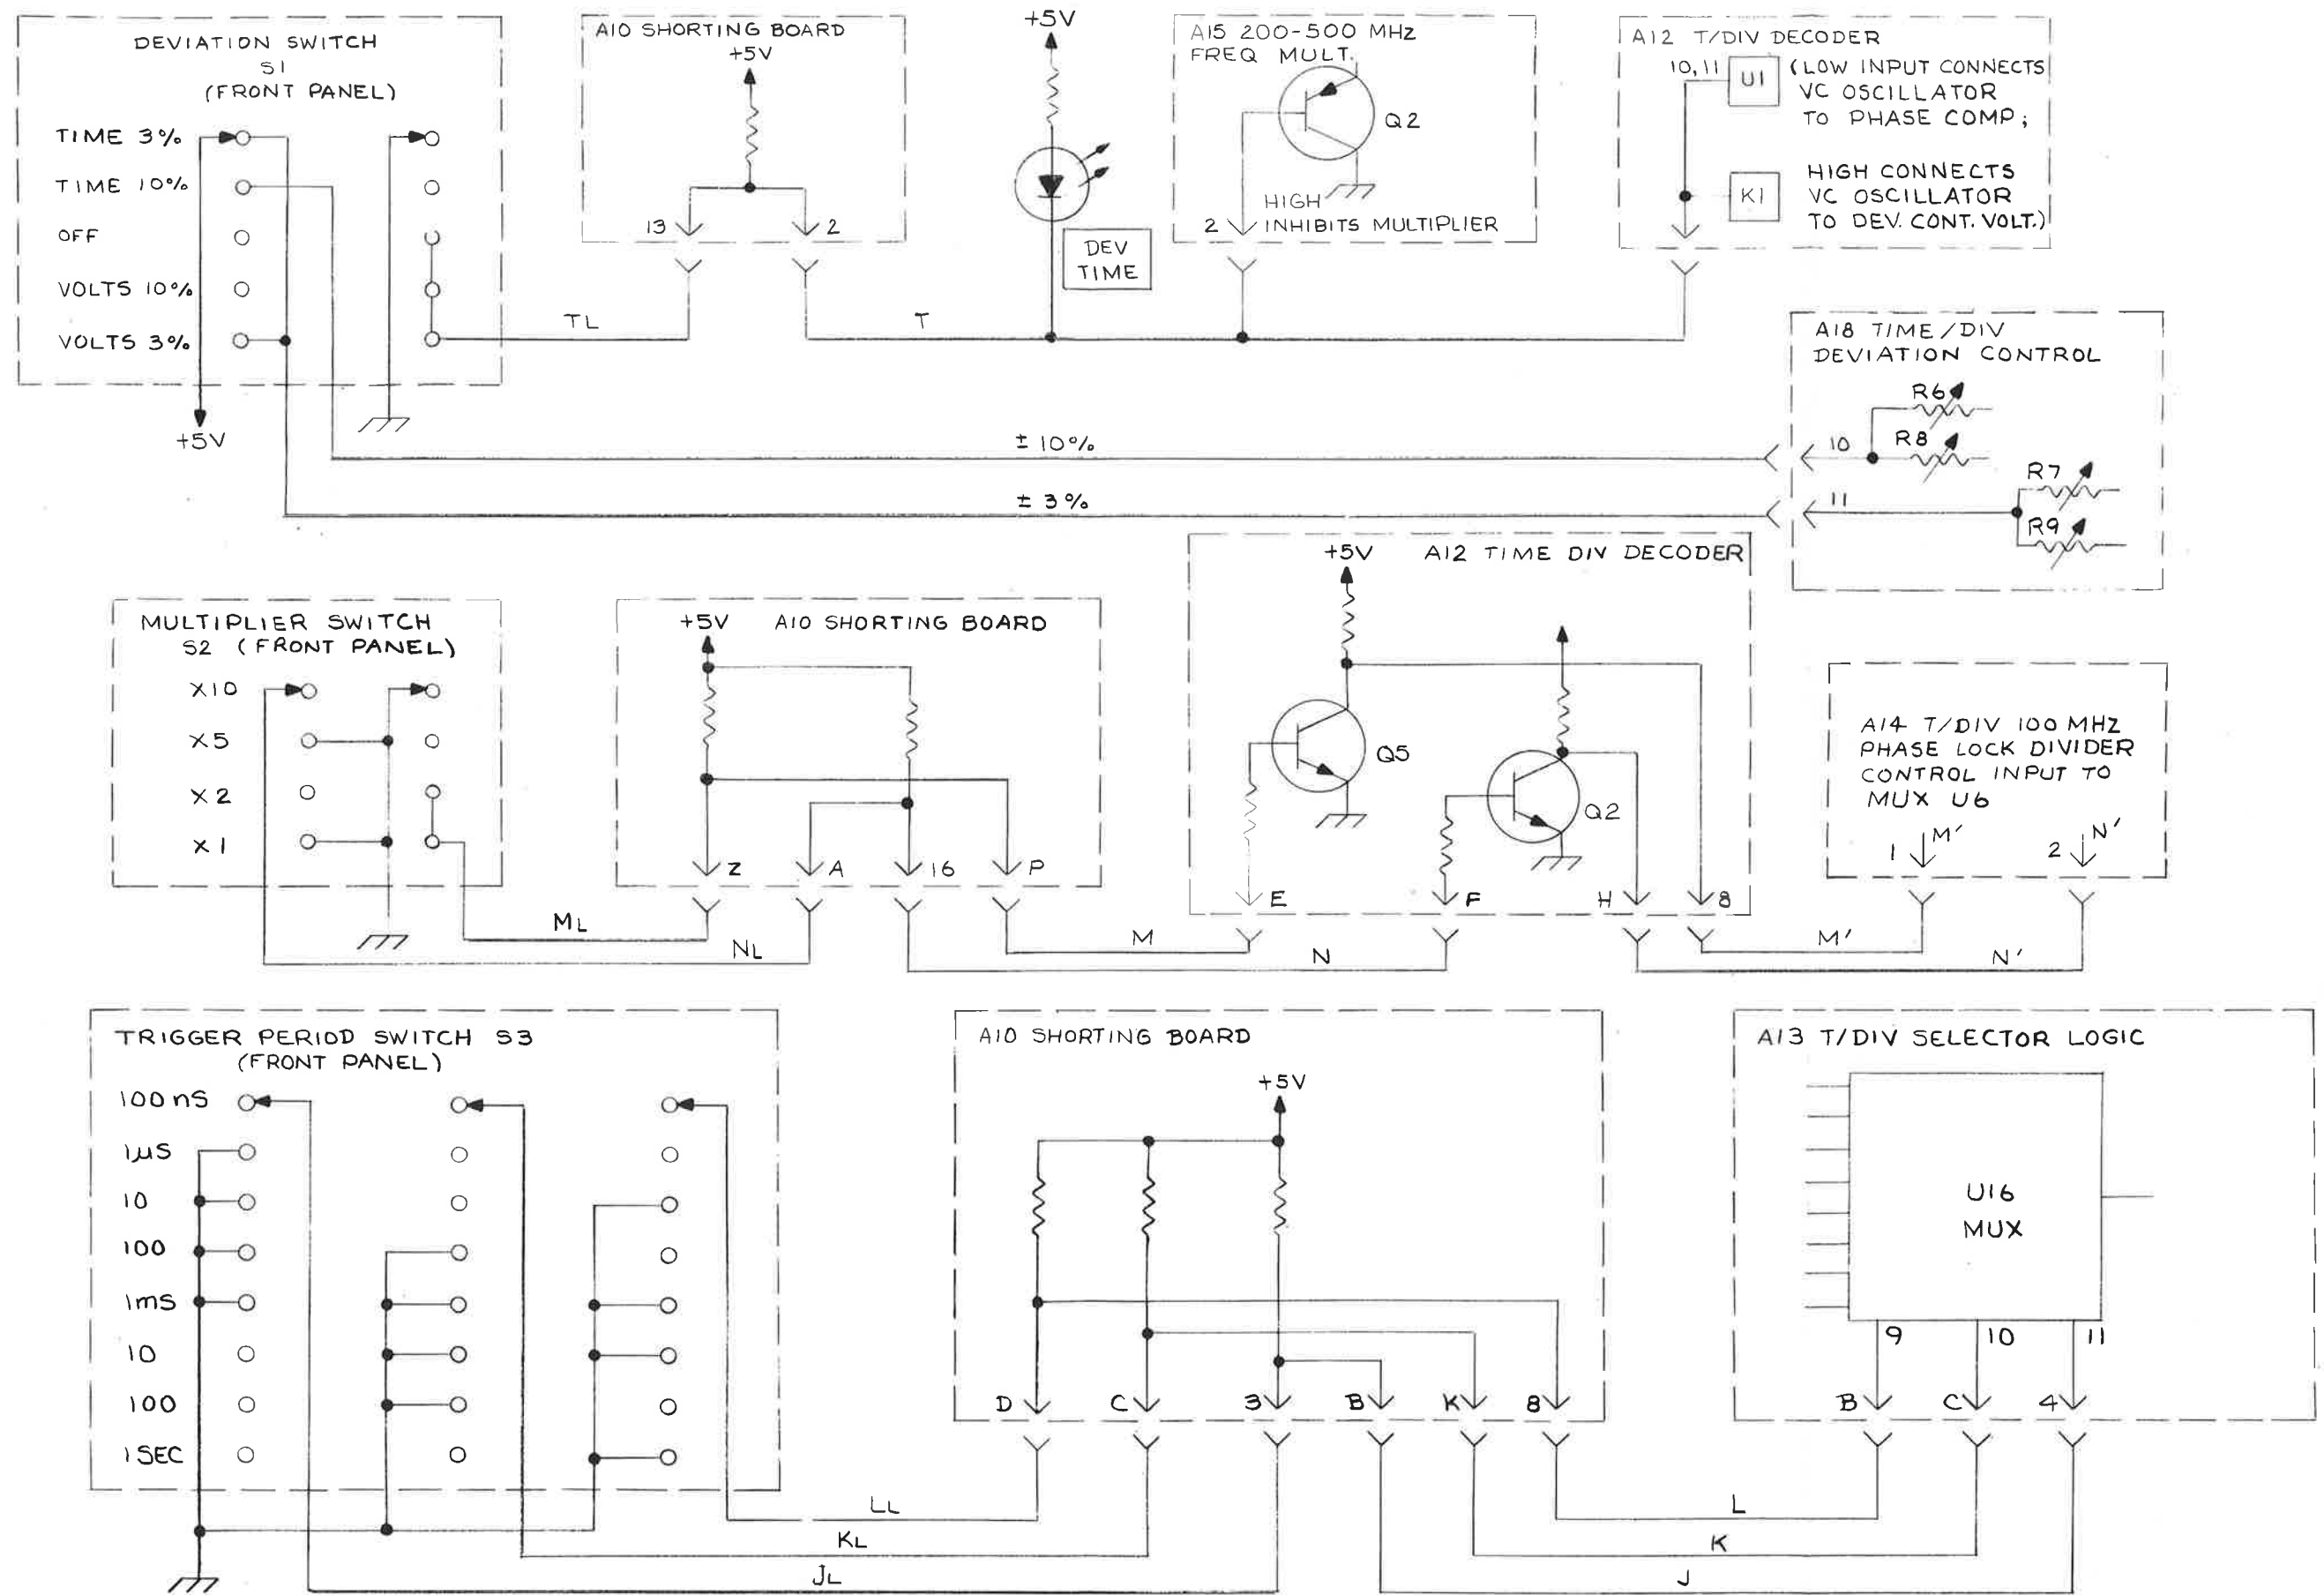 DEVIATION SWITCH
S1
(FRONT PANEL)
TIME 3%
TIME 10%
OFF
VOLTS 10%
VOLTS 3%
+5V
TL
A10 SHORTING BOARD
+5V
13
2
T
+5V
DEV
TIME
A15 200-500 MHz
FREQ MULT.
Q2
HIGH
2 INHIBITS MULTIPLIER
A12 T/DIV DECODER
10,11 U1 (LOW INPUT CONNECTS
VC OSCILLATOR
TO PHASE COMP;
K1
HIGH CONNECTS
VC OSCILLATOR
TO DEV. CONT. VOLT.)
± 10%
± 3%
A18 TIME/DIV
DEVIATION CONTROL
R6
10 R8
R7
11
R9
MULTIPLIER SWITCH
S2 (FRONT PANEL)
X10
X5
X2
X1
ML
NL
+5V A10 SHORTING BOARD
Z A 16 P
M
N
+5V A12 TIME DIV DECODER
Q5
Q2
E F H 8
M'
N'
A14 T/DIV 100 MHZ
PHASE LOCK DIVIDER
CONTROL INPUT TO
MUX U6
1 M' 2 N'
TRIGGER PERIOD SWITCH S3
(FRONT PANEL)
100 nS
1µS
10
100
1mS
10
100
1SEC
LL
KL
JL
A10 SHORTING BOARD
+5V
D C 3 B K 8
L
K
J
A13 T/DIV SELECTOR LOGIC
U16
MUX
9 10 11
B C 4